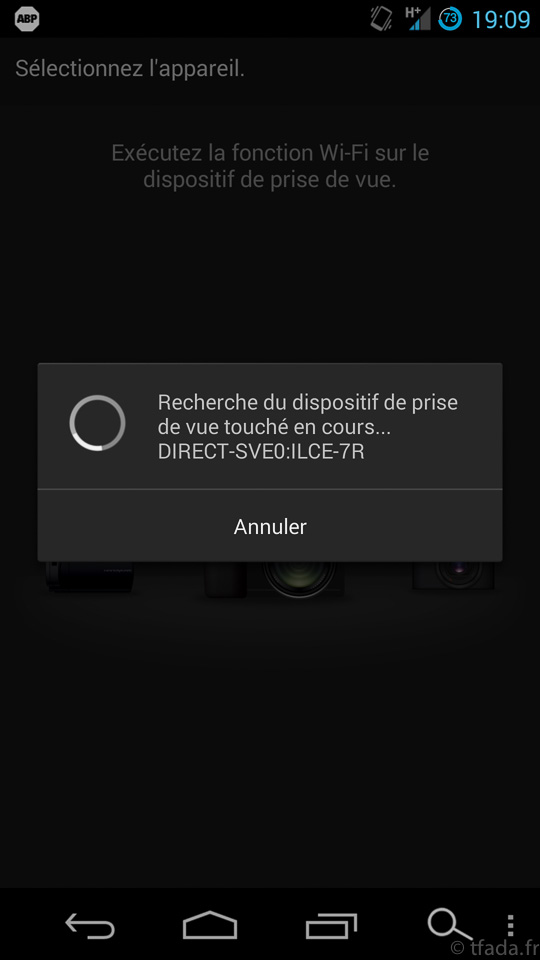 ABP
H+
73
19:09
Sélectionnez l'appareil.
Exécutez la fonction Wi-Fi sur le
dispositif de prise de vue.
Recherche du dispositif de prise
de vue touché en cours...
DIRECT-SVE0:ILCE-7R
Annuler
© tfada.fr